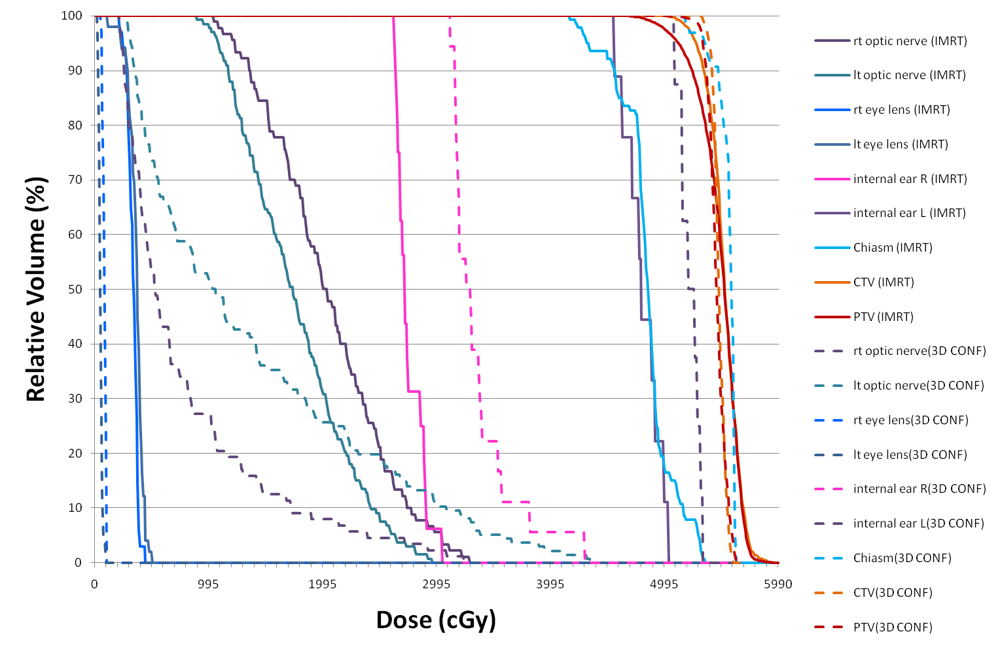 100
90
80
70
60
50
40
30
20
10
0
Relative Volume (%)
0 995 1995 2995 3995 4995 5990
Dose (cGy)
rt optic nerve (IMRT)
lt optic nerve (IMRT)
rt eye lens (IMRT)
lt eye lens (IMRT)
internal ear R (IMRT)
internal ear L (IMRT)
Chiasm (IMRT)
CTV (IMRT)
PTV (IMRT)
rt optic nerve(3D CONF)
lt optic nerve(3D CONF)
rt eye lens(3D CONF)
lt eye lens(3D CONF)
internal ear R(3D CONF)
internal ear L(3D CONF)
Chiasm(3D CONF)
CTV(3D CONF)
PTV(3D CONF)